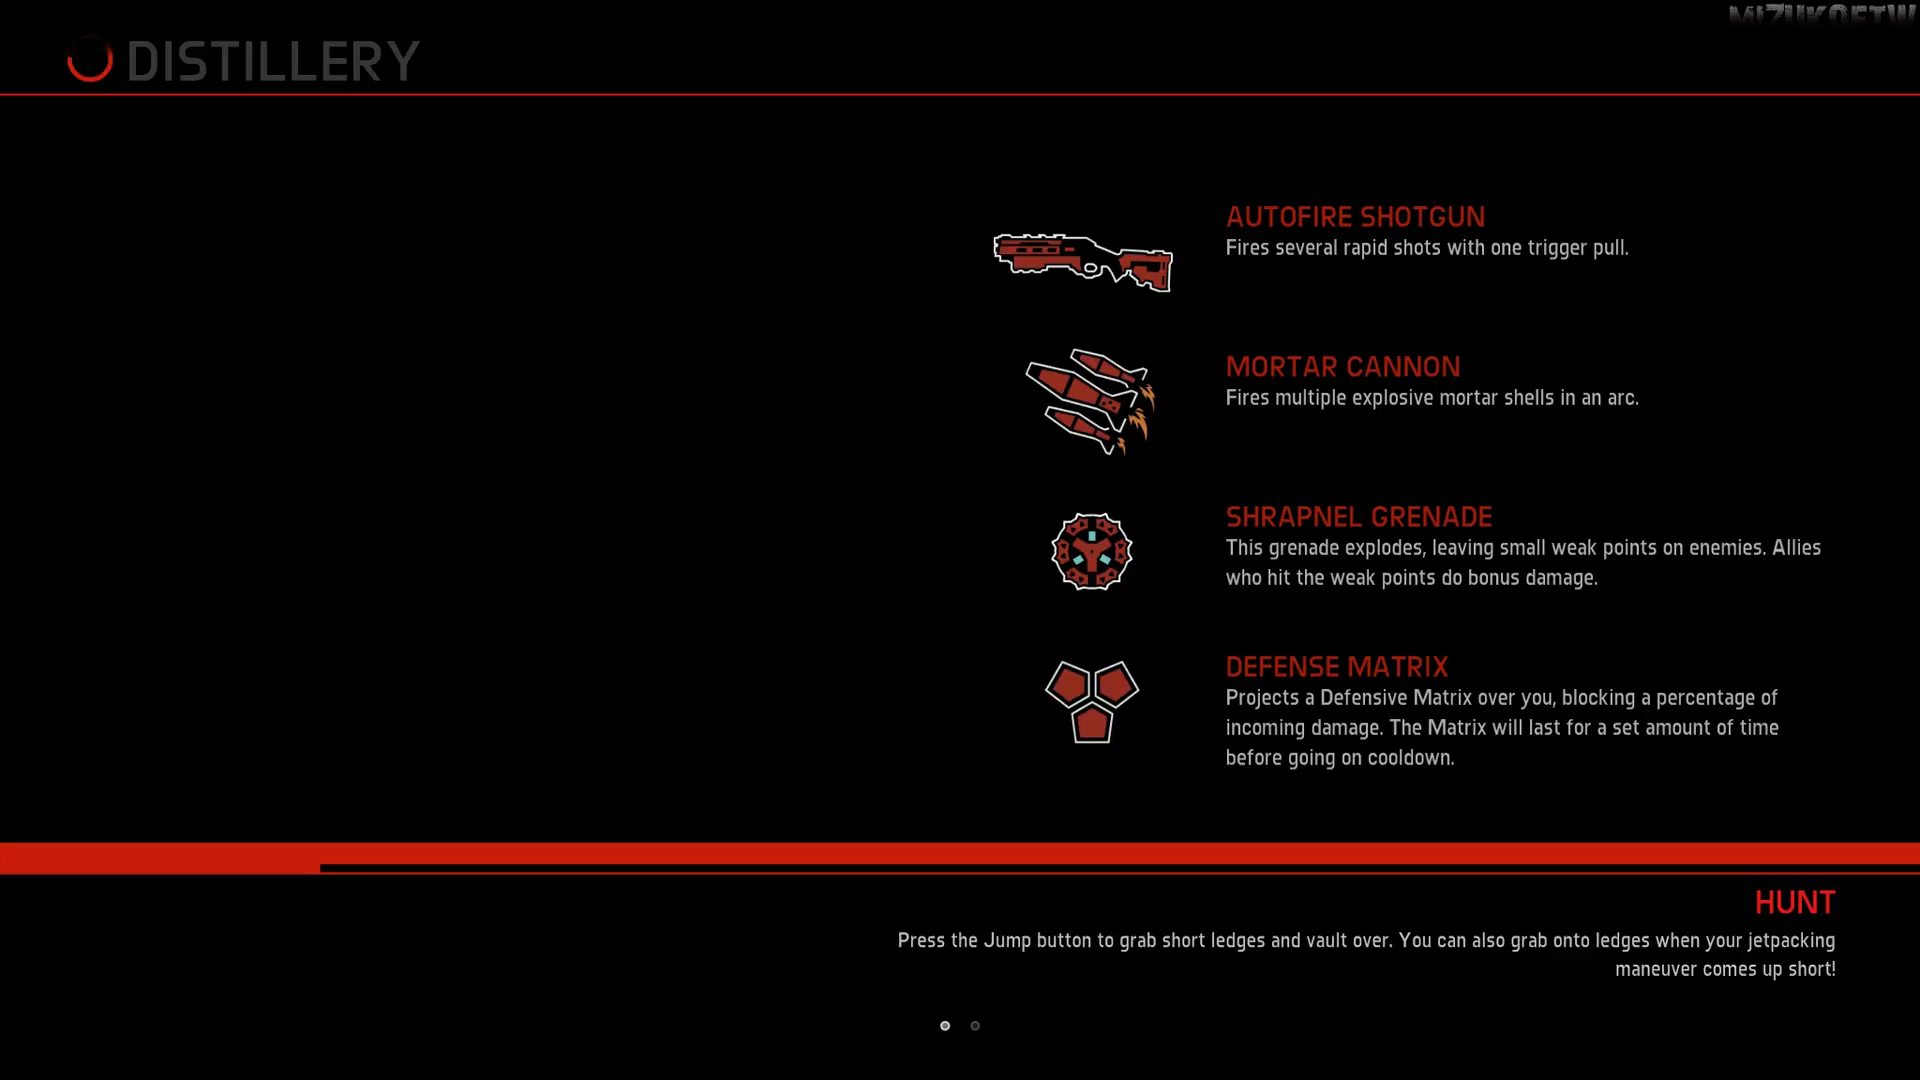 MIZUKOFTW
DISTILLERY
AUTOFIRE SHOTGUN
Fires several rapid shots with one trigger pull.
MORTAR CANNON
Fires multiple explosive mortar shells in an arc.
SHRAPNEL GRENADE
This grenade explodes, leaving small weak points on enemies. Allies
who hit the weak points do bonus damage.
DEFENSE MATRIX
Projects a Defensive Matrix over you, blocking a percentage of
incoming damage. The Matrix will last for a set amount of time
before going on cooldown.
HUNT
Press the Jump button to grab short ledges and vault over. You can also grab onto ledges when your jetpacking
maneuver comes up short!